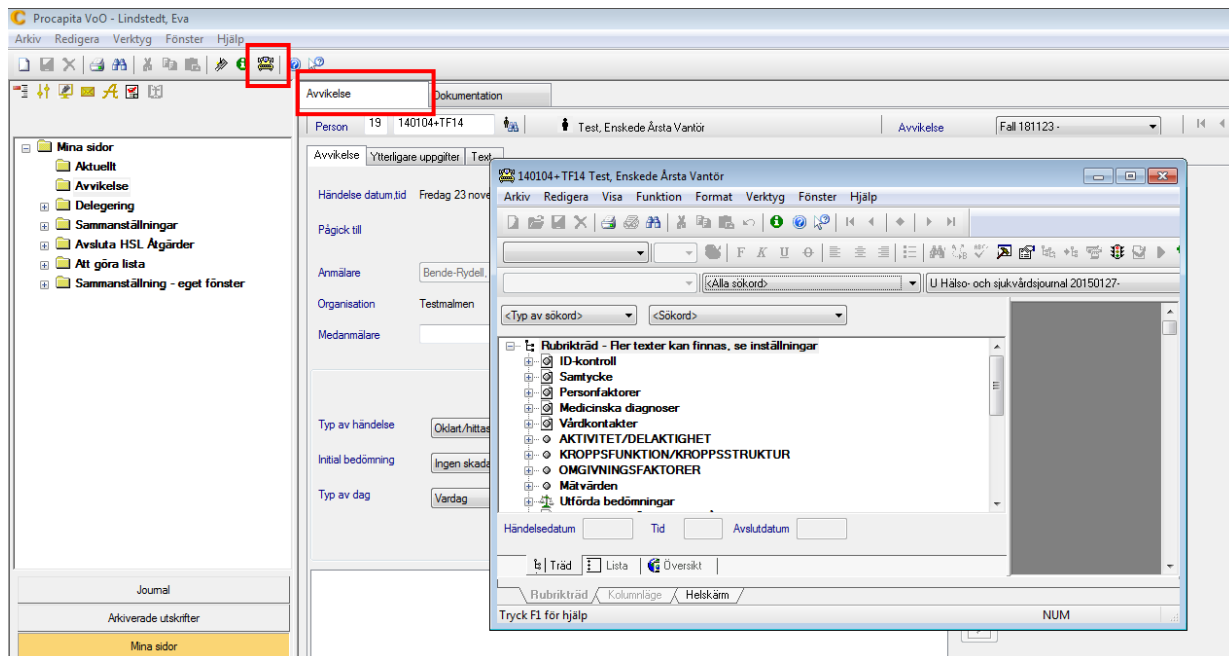 Procapita VoO - Lindstedt, Eva
Arkiv Redigera Verktyg Fönster Hjälp
Mina sidor
Aktuellt
Avvikelse
Delegering
Sammanställningar
Avsluta HSL Åtgärder
Att göra lista
Sammanställning - eget fönster
Journal
Arkiverade utskrifter
Mina sidor
Avvikelse Dokumentation
Person 19 140104+TF14 Test, Enskede Årsta Vantör Avvikelse Fall 181123 -
Avvikelse Ytterligare uppgifter Text
Händelse datum,tid Fredag 23 nove
Pågick till
Anmälare Bende-Rydell,
Organisation Testmalmen
Medanmälare
Typ av händelse Oklart/hittas
Initial bedömning Ingen skada
Typ av dag Vardag
140104+TF14 Test, Enskede Årsta Vantör
Arkiv Redigera Visa Funktion Format Verktyg Fönster Hjälp
F K U
<Alla sökord> U Hälso- och sjukvårdsjournal 20150127-
<Typ av sökord> <Sökord>
Rubrikträd - Fler texter kan finnas, se inställningar
ID-kontroll
Samtycke
Personfaktorer
Medicinska diagnoser
Vårdkontakter
AKTIVITET/DELAKTIGHET
KROPPSFUNKTION/KROPPSSTRUKTUR
OMGIVNINGSFAKTORER
Mätvärden
Utförda bedömningar
Händelsedatum Tid Avslutdatum
Träd Lista Översikt
Rubrikträd Kolumnläge Helskärm
Tryck F1 för hjälp NUM